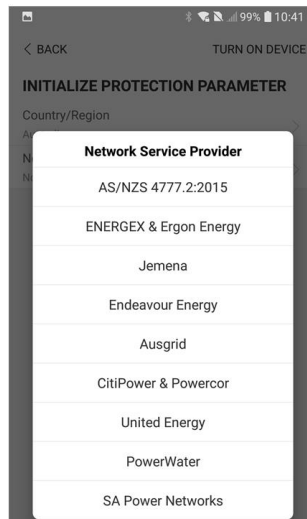 99% 10:41
< BACK
TURN ON DEVICE
INITIALIZE PROTECTION PARAMETER
Country/Region
Network Service Provider
AS/NZS 4777.2:2015
ENERGEX & Ergon Energy
Jemena
Endeavour Energy
Ausgrid
CitiPower & Powercor
United Energy
PowerWater
SA Power Networks